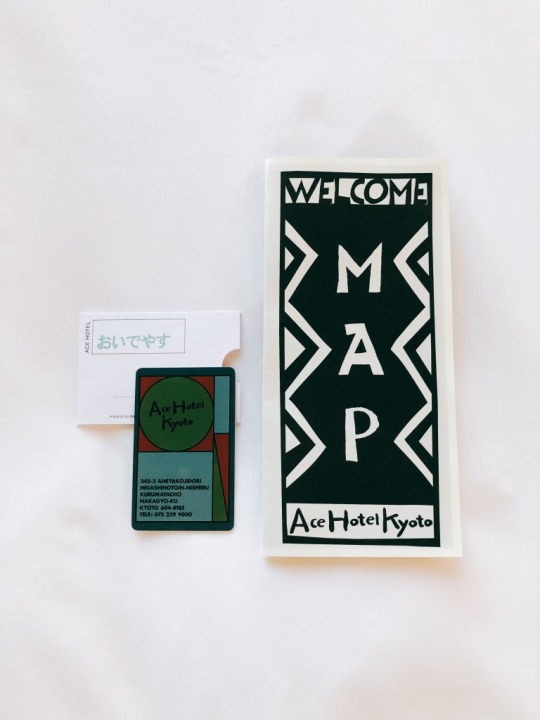 ACE HOTEL
おいでやす
Ace Hotel
Kyoto
245-2 ANEYAKOJIDORI
HIGASHINOTOIN-NISHIIRU
KURUMAYACHO
NAKAGYO-KU
KYOTO 604-8185
TELE: 075 229 9000
WELCOME
MAP
Ace Hotel Kyoto